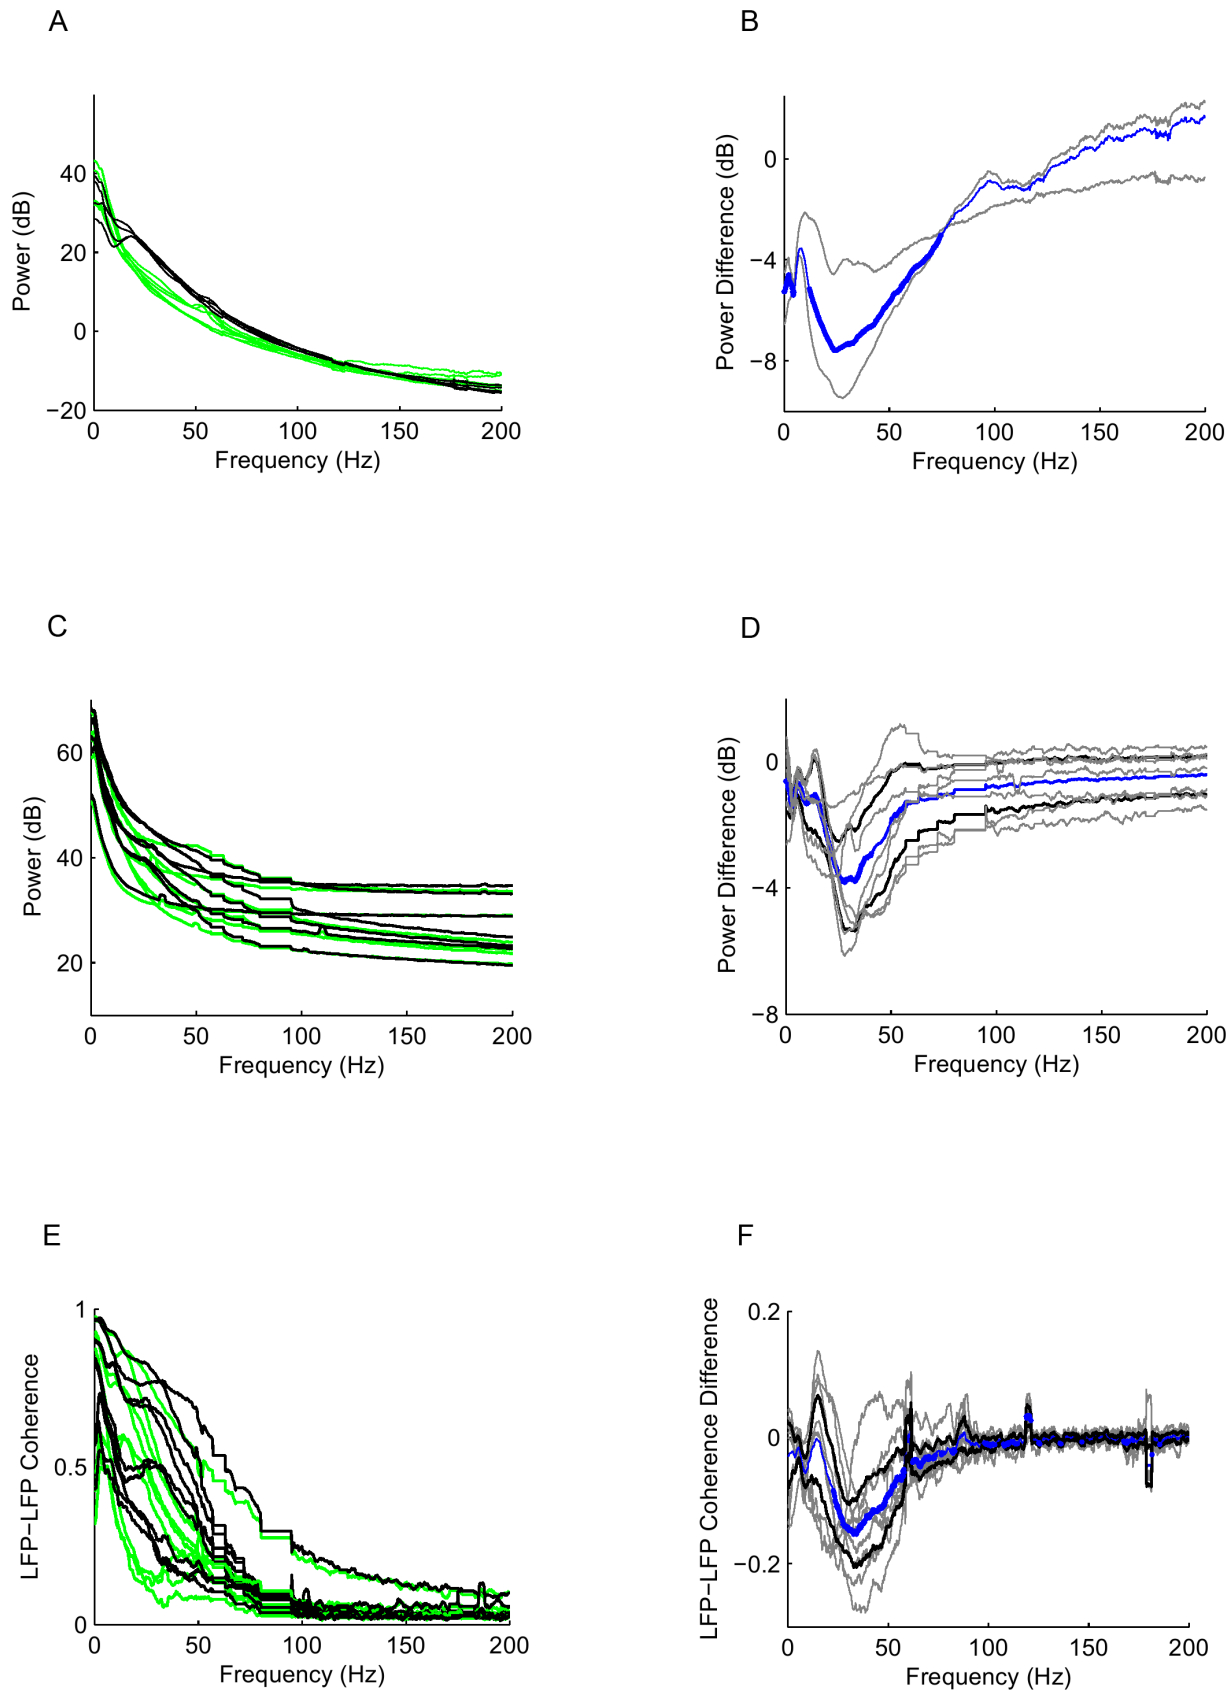 A
B
Power (dB)
40
20
0
−20
0 50 100 150 200
Frequency (Hz)
Power Difference (dB)
0
−4
−8
0 50 100 150 200
Frequency (Hz)
C
D
Power (dB)
60
40
20
0 50 100 150 200
Frequency (Hz)
Power Difference (dB)
0
−4
−8
0 50 100 150 200
Frequency (Hz)
E
F
LFP−LFP Coherence
1
0.5
0
0 50 100 150 200
Frequency (Hz)
LFP−LFP Coherence Difference
0.2
0
−0.2
0 50 100 150 200
Frequency (Hz)